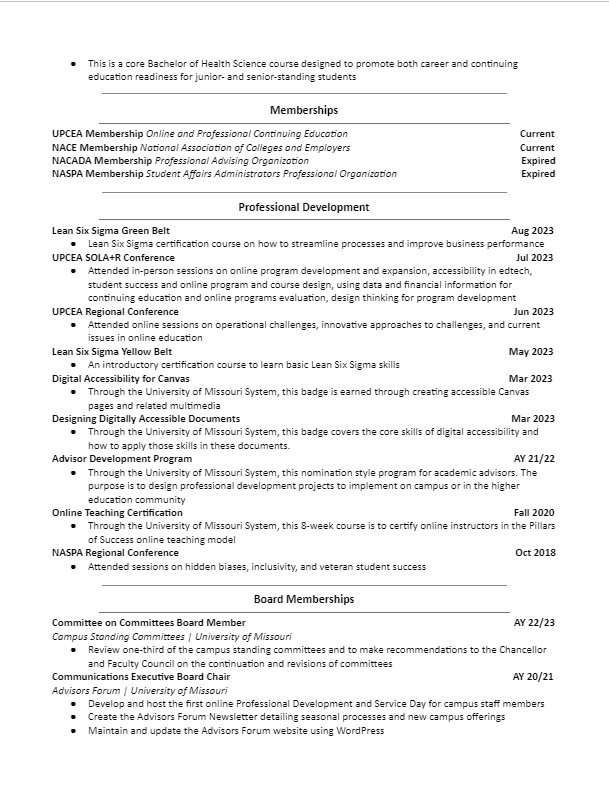 ● This is a core Bachelor of Health Science course designed to promote both career and continuing
education readiness for junior- and senior-standing students
Memberships
UPCEA Membership Online and Professional Continuing Education Current
NACE Membership National Association of Colleges and Employers Current
NACADA Membership Professional Advising Organization Expired
NASPA Membership Student Affairs Administrators Professional Organization Expired
Professional Development
Lean Six Sigma Green Belt Aug 2023
● Lean Six Sigma certification course on how to streamline processes and improve business performance
UPCEA SOLA+R Conference Jul 2023
● Attended in-person sessions on online program development and expansion, accessibility in edtech,
student success and online program and course design, using data and financial information for
continuing education and online programs evaluation, design thinking for program development
UPCEA Regional Conference Jun 2023
● Attended online sessions on operational challenges, innovative approaches to challenges, and current
issues in online education
Lean Six Sigma Yellow Belt May 2023
● An introductory certification course to learn basic Lean Six Sigma skills
Digital Accessibility for Canvas Mar 2023
● Through the University of Missouri System, this badge is earned through creating accessible Canvas
pages and related multimedia
Designing Digitally Accessible Documents Mar 2023
● Through the University of Missouri System, this badge covers the core skills of digital accessibility and
how to apply those skills in these documents.
Advisor Development Program AY 21/22
● Through the University of Missouri System, this nomination style program for academic advisors. The
purpose is to design professional development projects to implement on campus or in the higher
education community
Online Teaching Certification Fall 2020
● Through the University of Missouri System, this 8-week course is to certify online instructors in the Pillars
of Success online teaching model
NASPA Regional Conference Oct 2018
● Attended sessions on hidden biases, inclusivity, and veteran student success
Board Memberships
Committee on Committees Board Member AY 22/23
Campus Standing Committees | University of Missouri
● Review one-third of the campus standing committees and to make recommendations to the Chancellor
and Faculty Council on the continuation and revisions of committees
Communications Executive Board Chair AY 20/21
Advisors Forum | University of Missouri
● Develop and host the first online Professional Development and Service Day for campus staff members
● Create the Advisors Forum Newsletter detailing seasonal processes and new campus offerings
● Maintain and update the Advisors Forum website using WordPress